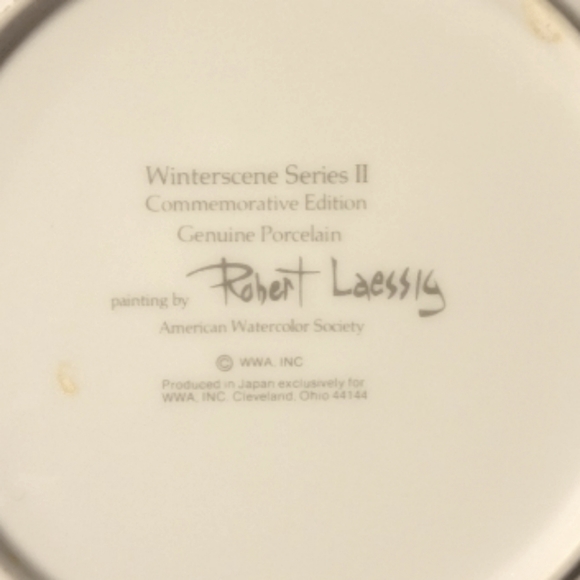 Winterscene Series II
Commemorative Edition
Genuine Porcelain
painting by Robert Laessig
American Watercolor Society
© WWA, INC
Produced in Japan exclusively for
WWA, INC. Cleveland, Ohio 44144